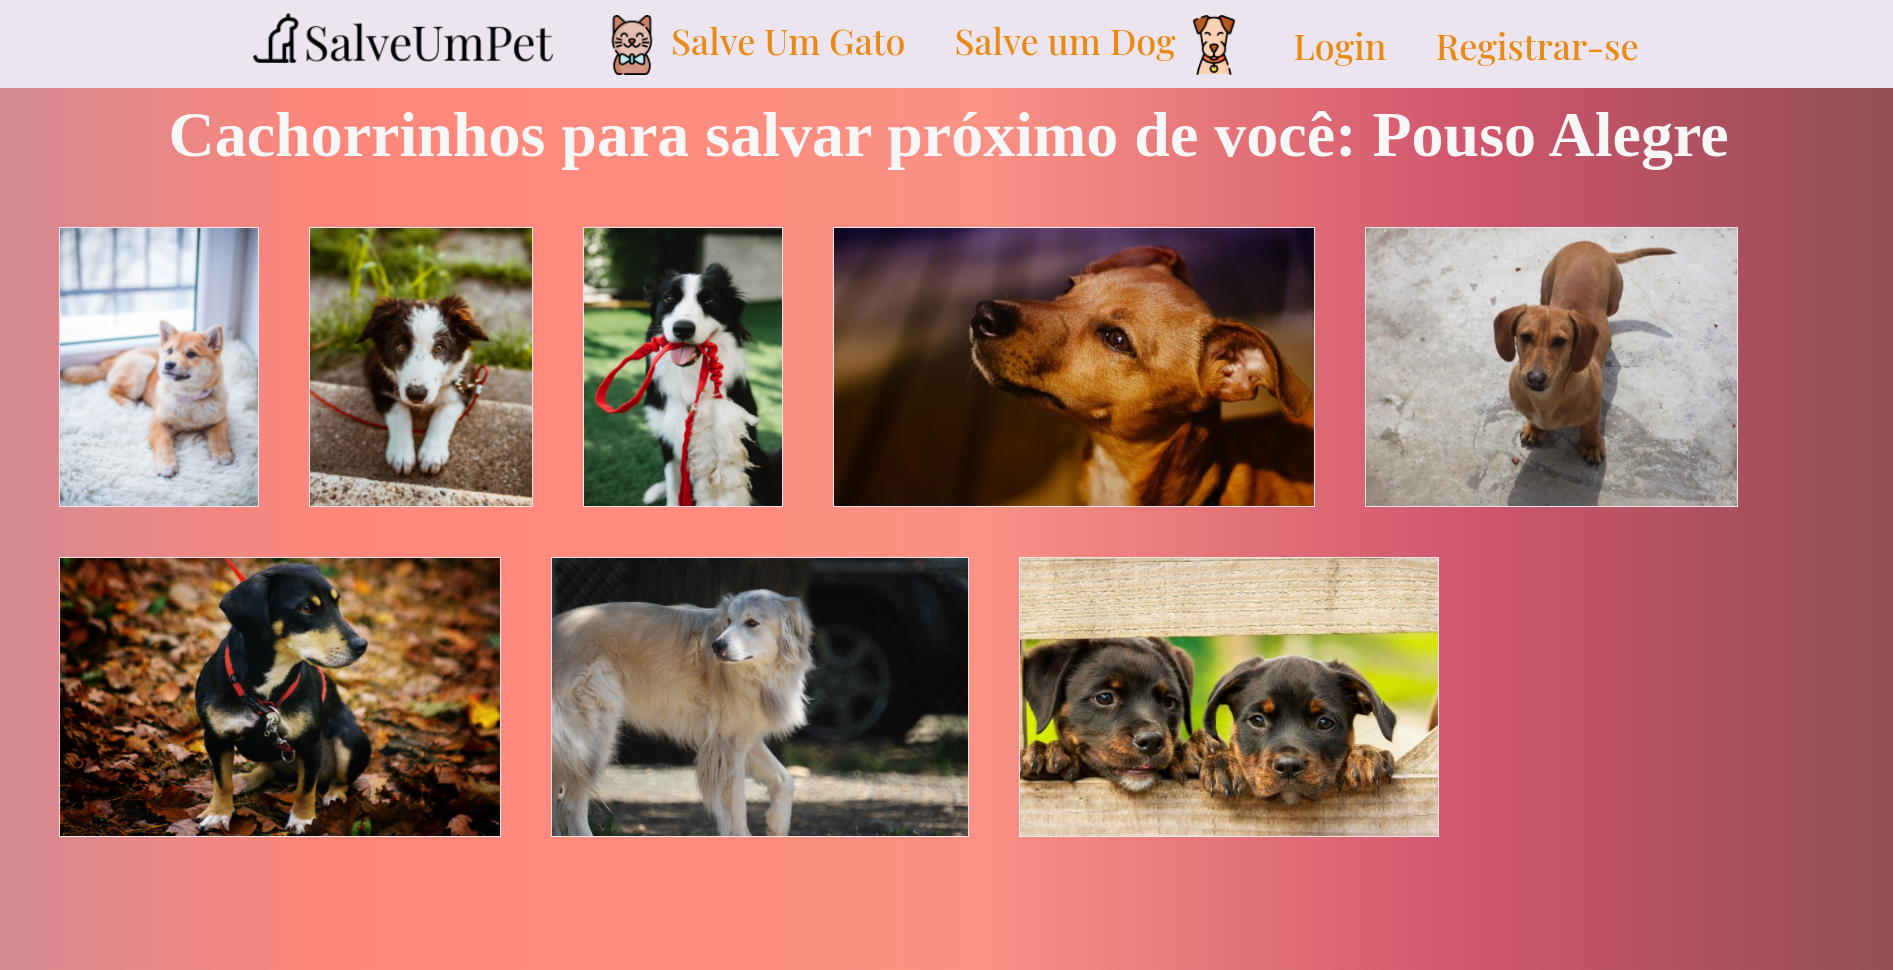 SalveUmPet
Salve Um Gato
Salve um Dog
Login
Registrar-se
Cachorrinhos para salvar próximo de você: Pouso Alegre